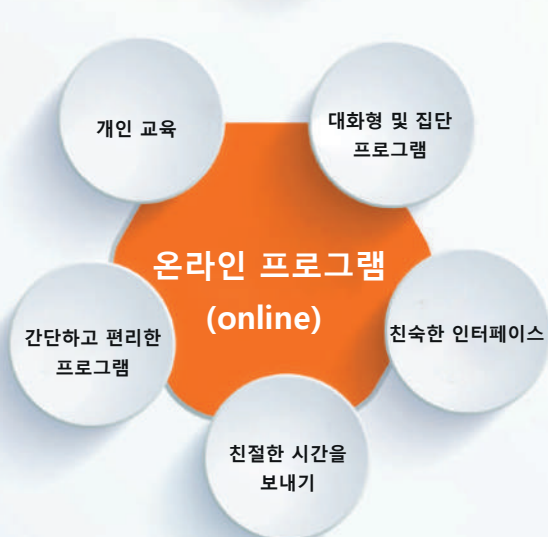 개인 교육
대화형 및 집단
프로그램
온라인 프로그램
(online)
간단하고 편리한
프로그램
친숙한 인터페이스
친절한 시간을
보내기